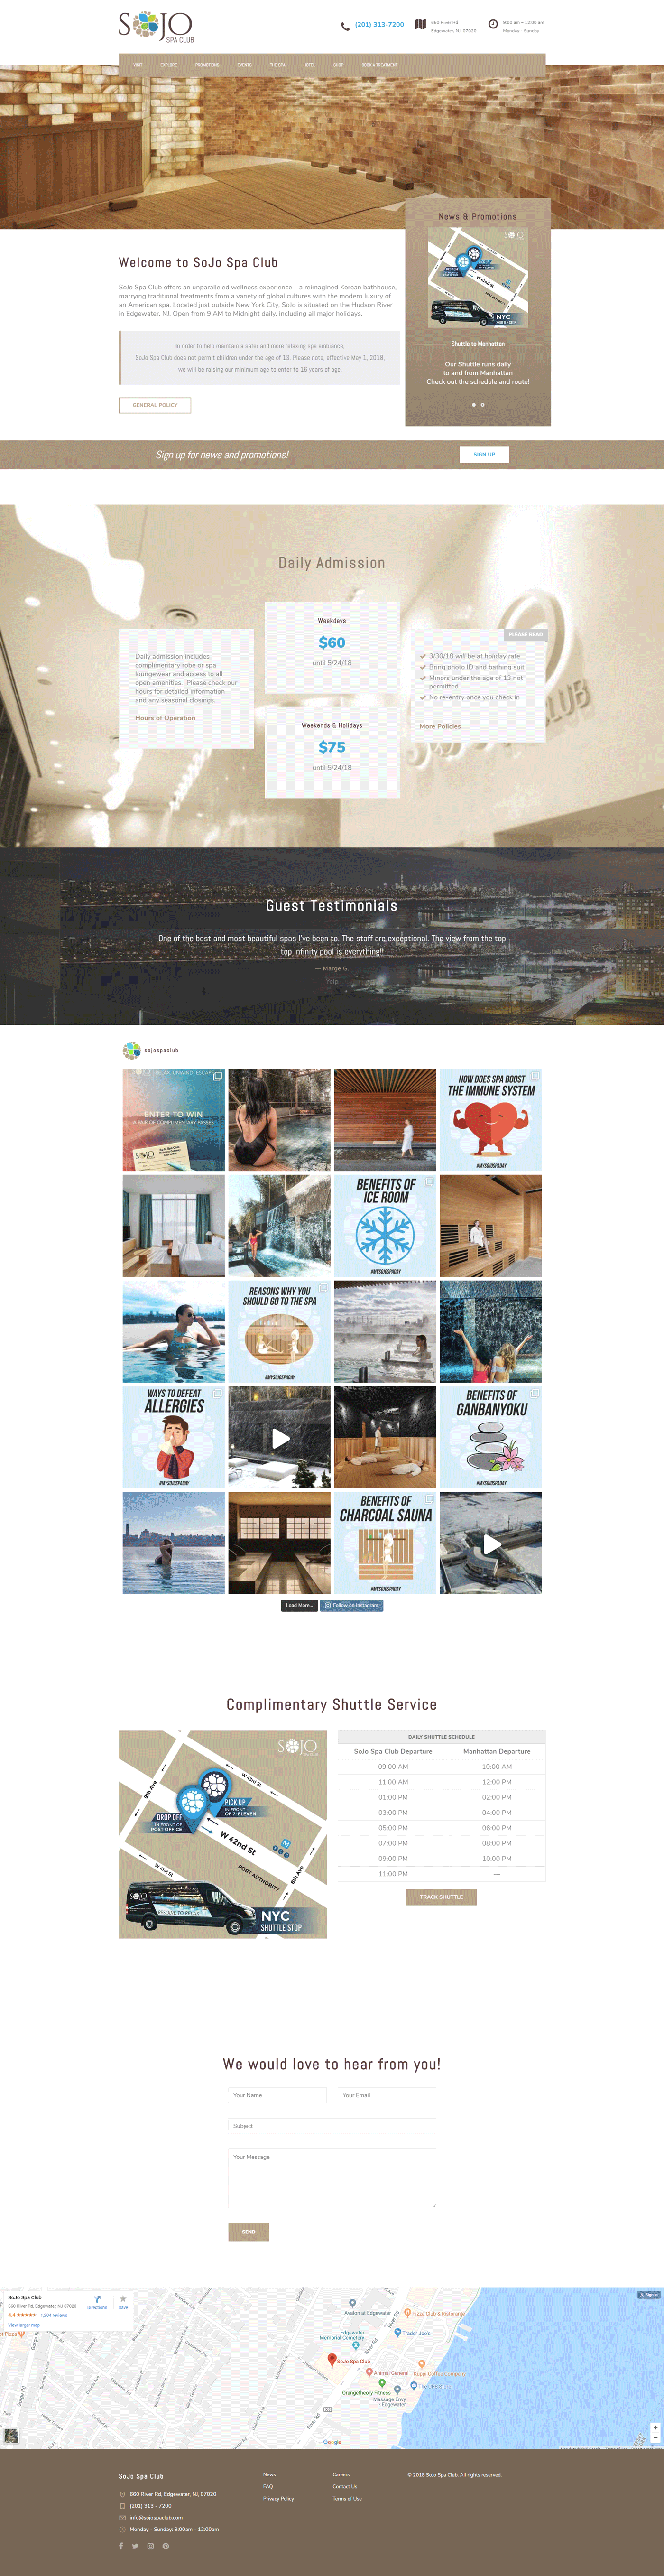 SOJO
SPA CLUB
(201) 313-7200
660 River Rd
Edgewater, NJ, 07020
9:00 am – 12:00 am
Monday - Sunday
VISIT EXPLORE PROMOTIONS EVENTS THE SPA HOTEL SHOP BOOK A TREATMENT
News & Promotions
SOJO
NYC
SHUTTLE STOP
Shuttle to Manhattan
Our Shuttle runs daily
to and from Manhattan
Check out the schedule and route!
Welcome to SoJo Spa Club
SoJo Spa Club offers an unparalleled wellness experience – a reimagined Korean bathhouse,
marrying traditional treatments from a variety of global cultures with the modern luxury of
an American spa. Located just outside New York City, SoJo is situated on the Hudson River
in Edgewater, NJ. Open from 9 AM to Midnight daily, including all major holidays.
In order to help maintain a safer and more relaxing spa ambiance,
SoJo Spa Club does not permit children under the age of 13. Please note, effective May 1, 2018,
we will be raising our minimum age to enter to 16 years of age.
GENERAL POLICY
Sign up for news and promotions!
SIGN UP
Daily Admission
Daily admission includes
complimentary robe or spa
loungewear and access to all
open amenities. Please check our
hours for detailed information
and any seasonal closings.
Hours of Operation
Weekdays
$60
until 5/24/18
Weekends & Holidays
$75
until 5/24/18
PLEASE READ
3/30/18 will be at holiday rate
Bring photo ID and bathing suit
Minors under the age of 13 not
permitted
No re-entry once you check in
More Policies
Guest Testimonials
One of the best and most beautiful spas I've been to. The staff are exceptional. The view from the top
top infinity pool is everything!!
— Marge G.
Yelp
sojospaclub
RELAX. UNWIND. ESCAPE
ENTER TO WIN
A PAIR OF COMPLIMENTARY PASSES
SOJO
HOW DOES SPA BOOST
THE IMMUNE SYSTEM
#MYSOJOSPADAY
BENEFITS OF
ICE ROOM
#MYSOJOSPADAY
REASONS WHY YOU
SHOULD GO TO THE SPA
#MYSOJOSPADAY
WAYS TO DEFEAT
ALLERGIES
#MYSOJOSPADAY
BENEFITS OF
GANBANYOKU
#MYSOJOSPADAY
BENEFITS OF
CHARCOAL SAUNA
#MYSOJOSPADAY
Load More...
Follow on Instagram
Complimentary Shuttle Service
SOJO
8th Ave
W 43rd St
PICK UP
IN FRONT
OF 7-ELEVEN
DROP OFF
IN FRONT OF
POST OFFICE
W 42nd St
M
W 41st St
PORT AUTHORITY
8th Ave
SOJO
RESOLVE TO RELAX
NYC
SHUTTLE STOP
DAILY SHUTTLE SCHEDULE
SoJo Spa Club Departure Manhattan Departure
09:00 AM 10:00 AM
11:00 AM 12:00 PM
01:00 PM 02:00 PM
03:00 PM 04:00 PM
05:00 PM 06:00 PM
07:00 PM 08:00 PM
09:00 PM 10:00 PM
11:00 PM —
TRACK SHUTTLE
We would love to hear from you!
Your Name
Your Email
Subject
Your Message
SEND
SoJo Spa Club
660 River Rd, Edgewater, NJ 07020
4.4 1,204 reviews
View larger map
Directions
Save
Sign in
Avalon at Edgewater
Pizza Club & Ristorante
Edgewater
Memorial Cemetery
Trader Joe's
River Rd
SoJo Spa Club
Animal General
Kuppi Coffee Company
Orangetheory Fitness
The UPS Store
Massage Envy
- Edgewater
Gorge Rd
Google
SoJo Spa Club
660 River Rd, Edgewater, NJ, 07020
(201) 313 - 7200
info@sojospaclub.com
Monday - Sunday: 9:00am - 12:00am
News
FAQ
Privacy Policy
Careers
Contact Us
Terms of Use
© 2018 SoJo Spa Club. All rights reserved.